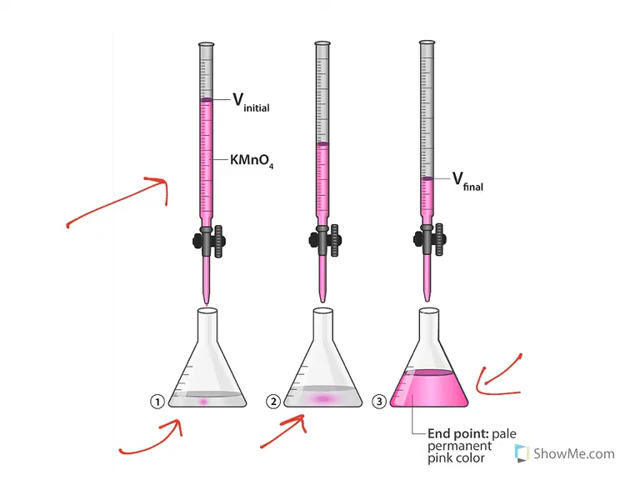 V initial
KMnO₄
V final
1
2
3
End point: pale
permanent
pink color
ShowMe.com